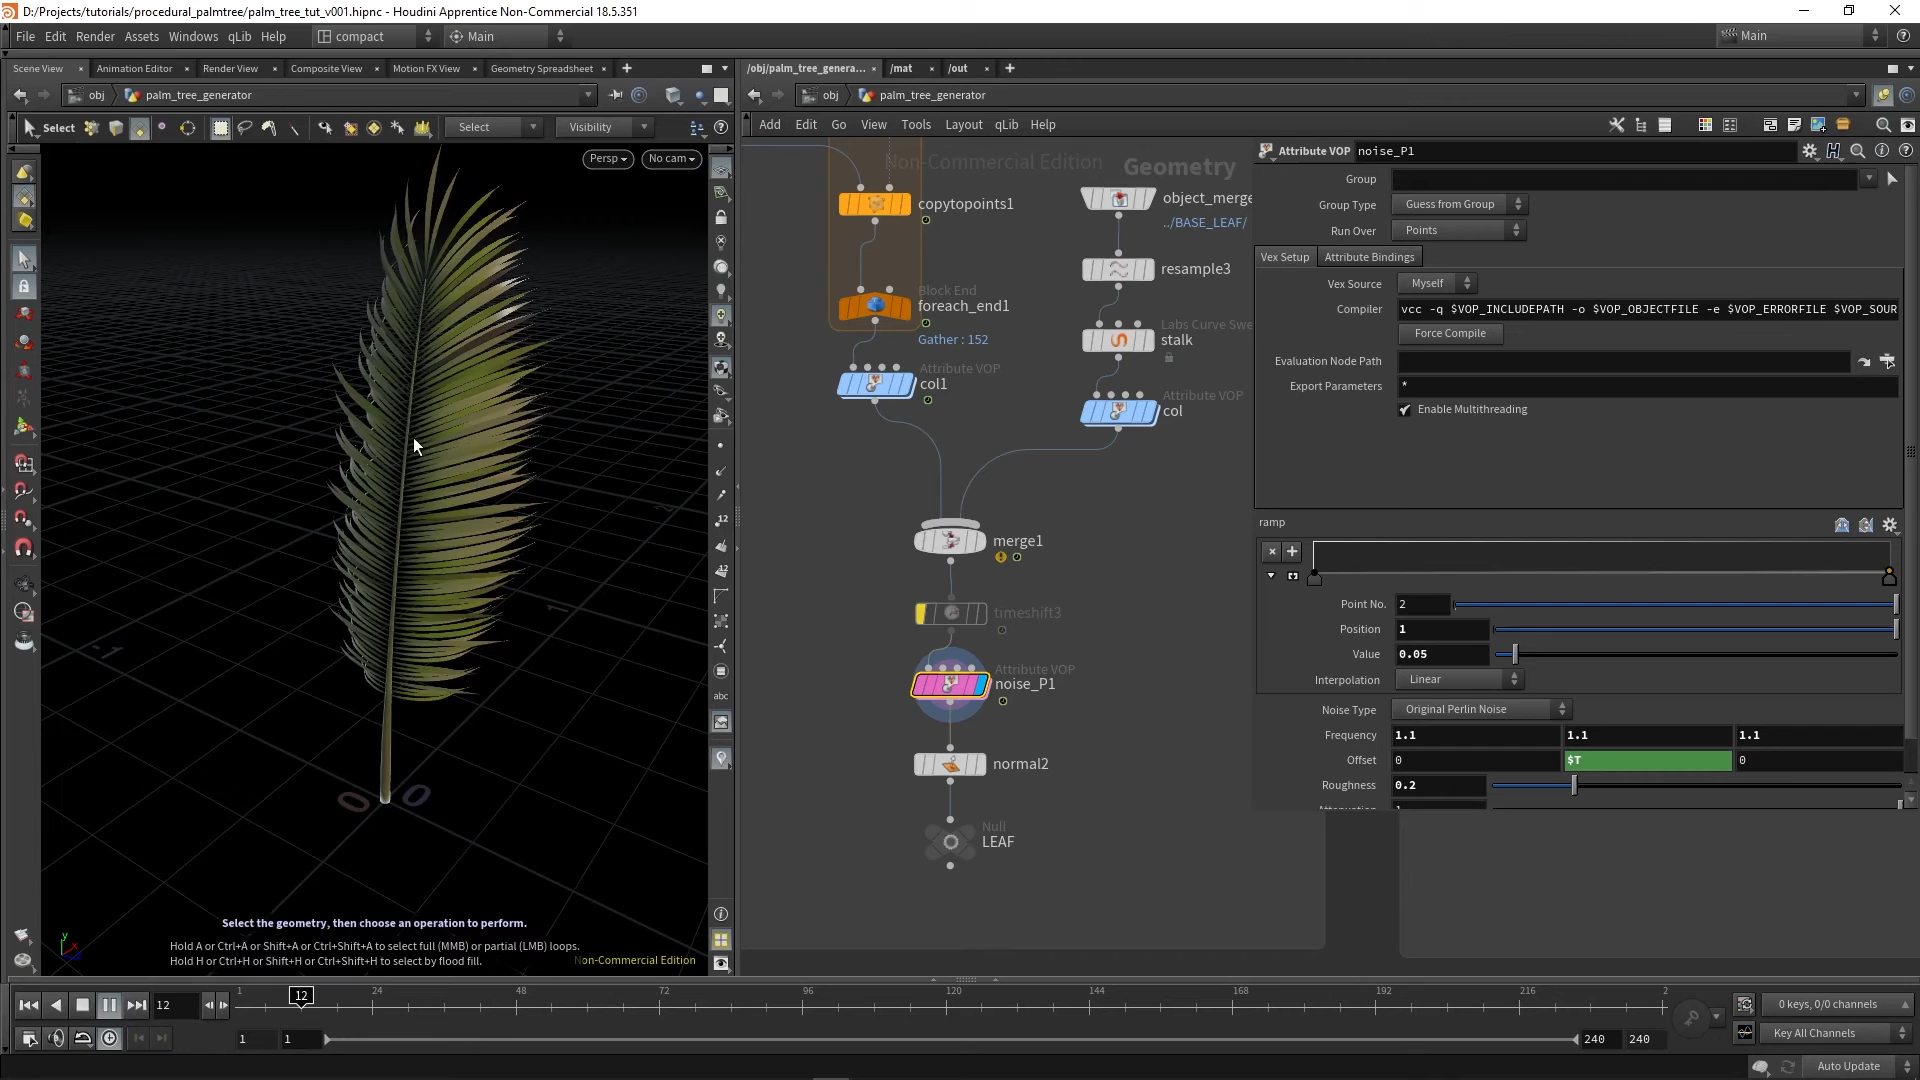 D:/Projects/tutorials/procedural_palmtree/palm_tree_tut_v001.hipnc - Houdini Apprentice Non-Commercial 18.5.351
File Edit Render Assets Windows qLib Help compact Main Main
Scene View Animation Editor Render View Composite View Motion FX View Geometry Spreadsheet
/obj/palm_tree_genera... /mat /out
obj palm_tree_generator
obj palm_tree_generator
Select Select Visibility
Add Edit Go View Tools Layout qLib Help
Persp No cam
Non-Commercial Edition
Geometry
copytopoints1
Block End
foreach_end1
Gather : 152
Attribute VOP
col1
object_merge
../BASE_LEAF/
resample3
Labs Curve Swe
stalk
Attribute VOP
col
merge1
timeshift3
Attribute VOP
noise_P1
normal2
Null
LEAF
Attribute VOP noise_P1
Group
Group Type Guess from Group
Run Over Points
Vex Setup Attribute Bindings
Vex Source Myself
Compiler vcc -q $VOP_INCLUDEPATH -o $VOP_OBJECTFILE -e $VOP_ERRORFILE $VOP_SOUR
Force Compile
Evaluation Node Path
Export Parameters *
Enable Multithreading
ramp
Point No. 2
Position 1
Value 0.05
Interpolation Linear
Noise Type Original Perlin Noise
Frequency 1.1 1.1 1.1
Offset 0 $T 0
Roughness 0.2
12
12
abc
0 0
-1
Select the geometry, then choose an operation to perform.
Hold A or Ctrl+A or Shift+A or Ctrl+Shift+A to select full (MMB) or partial (LMB) loops.
Hold H or Ctrl+H or Shift+H or Ctrl+Shift+H to select by flood fill.
Non-Commercial Edition
y
12 1 12 24 48 72 96 120 144 168 192 216 2
0 keys, 0/0 channels
1 1 240 240
Key All Channels
Auto Update